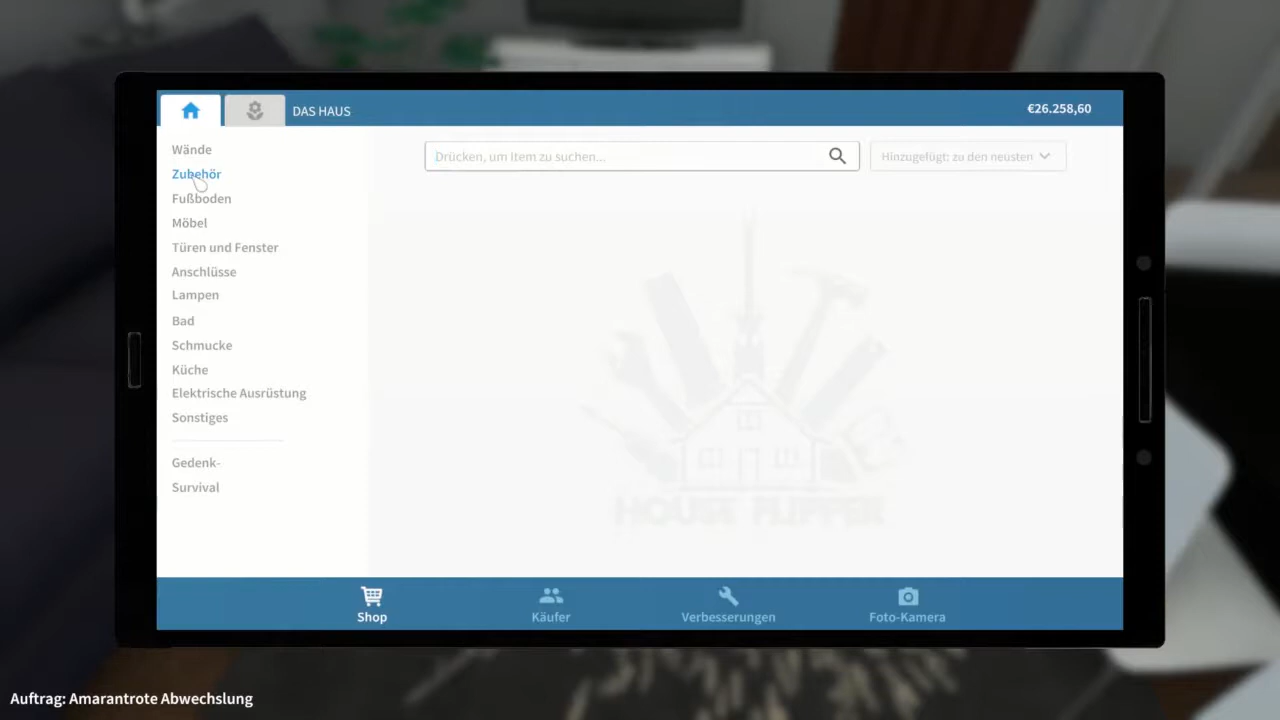 DAS HAUS
€26.258,60
Wände
Zubehör
Fußboden
Möbel
Türen und Fenster
Anschlüsse
Lampen
Bad
Schmucke
Küche
Elektrische Ausrüstung
Sonstiges
Gedenk-
Survival
Drücken, um Item zu suchen...
Hinzugefügt: zu den neusten
HOUSE FLIPPER
Shop
Käufer
Verbesserungen
Foto-Kamera
Auftrag: Amarantrote Abwechslung